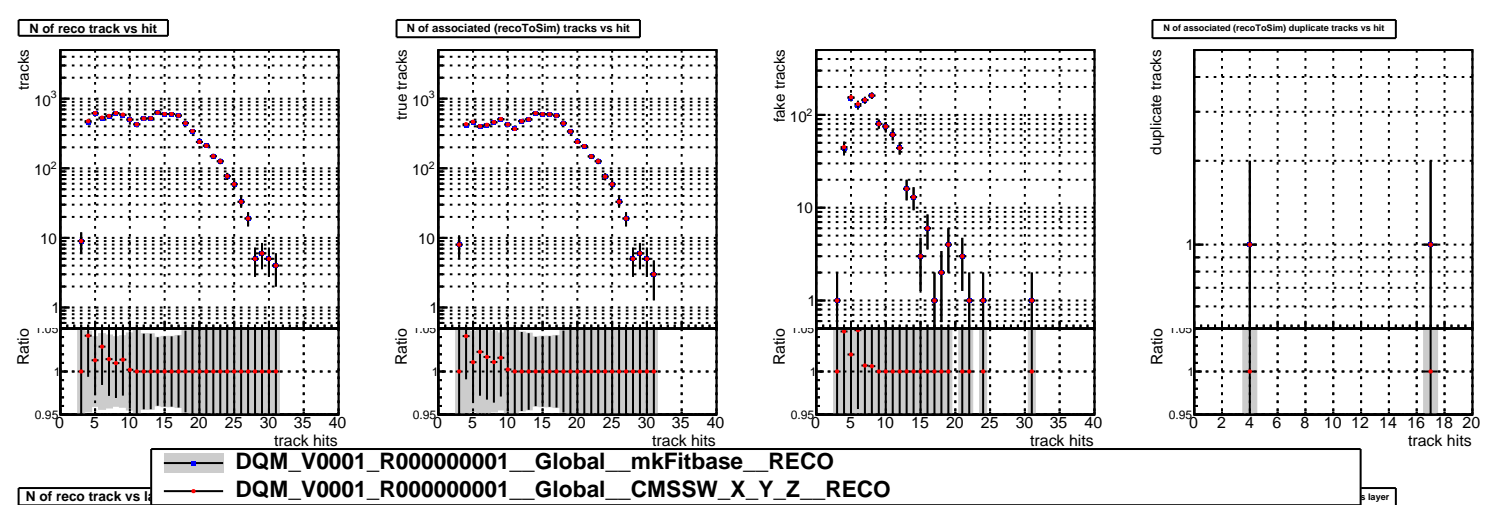 N of reco track vs hit
N of associated (recoToSim) tracks vs hit
N of associated (recoToSim) duplicate tracks vs hit
tracks
10³
10²
10
1
Ratio
1.05
1
0.95
0 5 10 15 20 25 30 35 40
track hits
true tracks
10³
10²
10
1
Ratio
1.05
1
0.95
0 5 10 15 20 25 30 35 40
track hits
fake tracks
10²
10
1
Ratio
1.05
1
0.95
0 5 10 15 20 25 30 35 40
track hits
duplicate tracks
1
Ratio
1.05
1
0.95
0 2 4 6 8 10 12 14 16 18 20
track hits
DQM_V0001_R000000001__Global__mkFitbase__RECO
DQM_V0001_R000000001__Global__CMSSW_X_Y_Z__RECO
N of reco track vs la
s layer